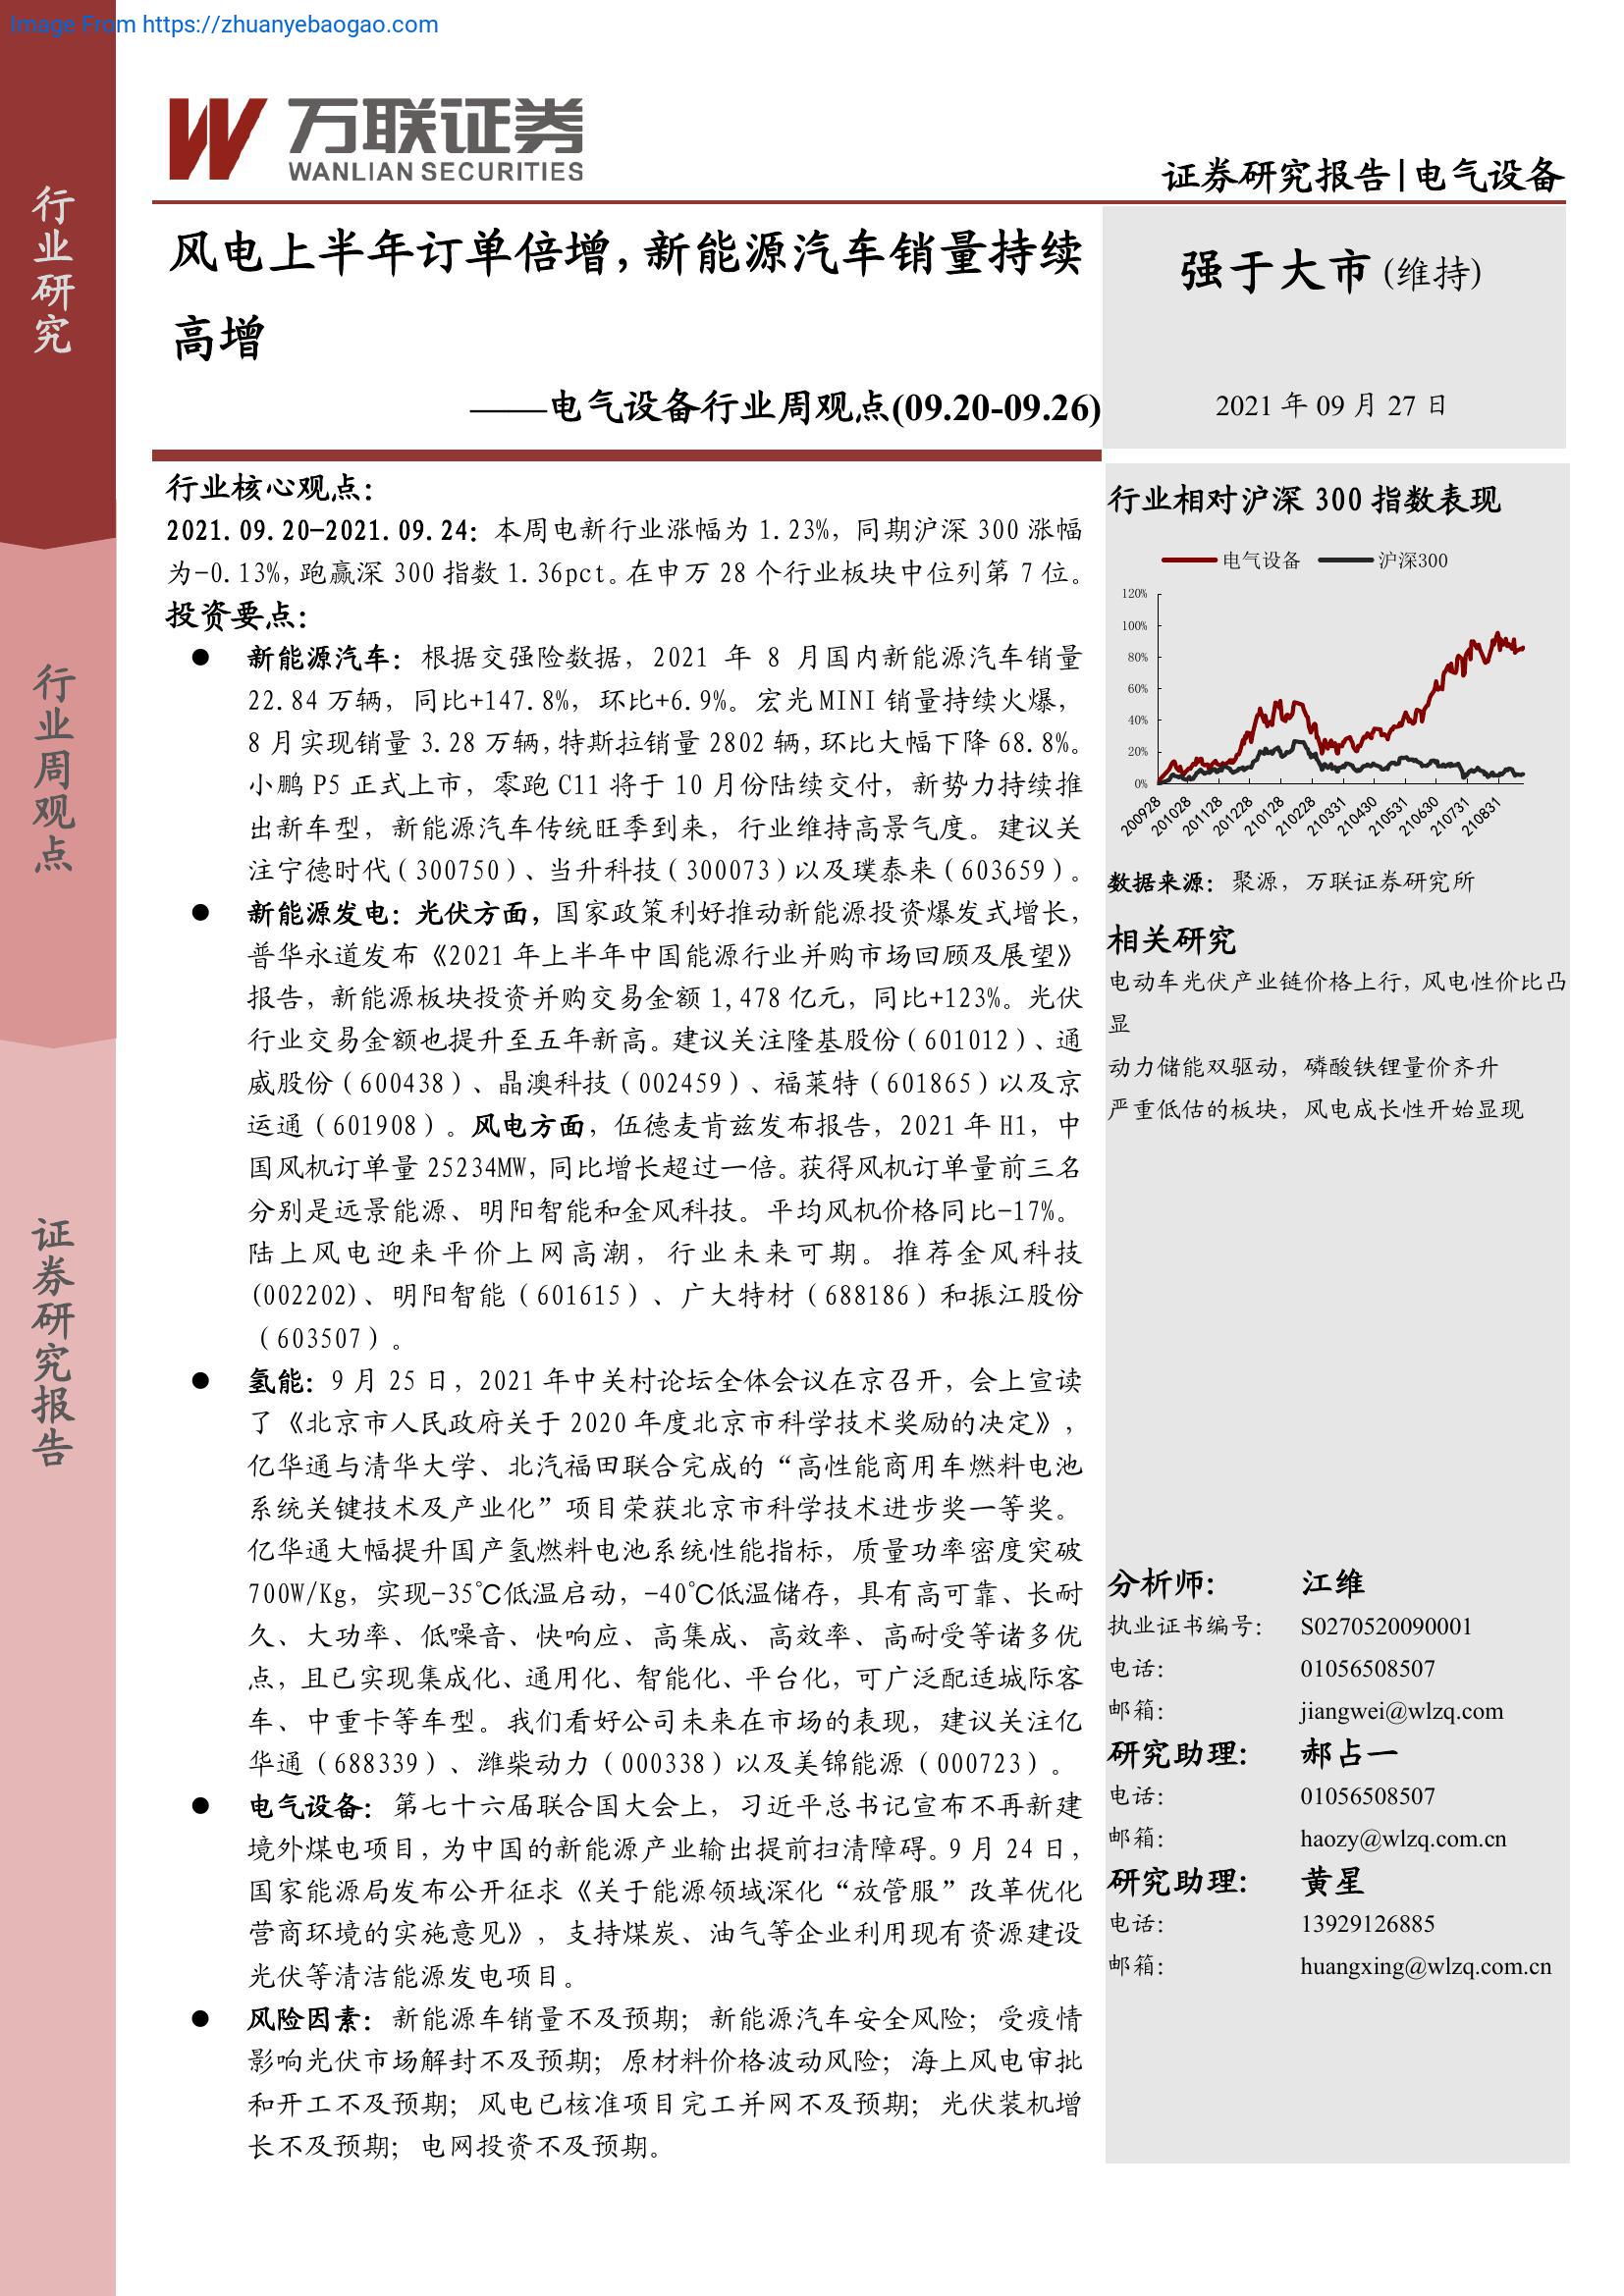 Image From https://zhuanyebaogao.com
万联证券
WANLIAN SECURITIES
证券研究报告|电气设备
行业研究
行业周观点
证券研究报告
风电上半年订单倍增，新能源汽车销量持续
高增
——电气设备行业周观点(09.20-09.26)
强于大市(维持)
2021 年 09 月 27 日
行业核心观点：
2021.09.20-2021.09.24：本周电新行业涨幅为 1.23%，同期沪深 300 涨幅
为-0.13%，跑赢深 300 指数 1.36pct。在申万 28 个行业板块中位列第 7 位。
投资要点：
● 新能源汽车：根据交强险数据，2021 年 8 月国内新能源汽车销量
22.84 万辆，同比+147.8%，环比+6.9%。宏光 MINI 销量持续火爆，
8 月实现销量 3.28 万辆，特斯拉销量 2802 辆，环比大幅下降 68.8%。
小鹏 P5 正式上市，零跑 C11 将于 10 月份陆续交付，新势力持续推
出新车型，新能源汽车传统旺季到来，行业维持高景气度。建议关
注宁德时代（300750）、当升科技（300073）以及璞泰来（603659）。
● 新能源发电：光伏方面，国家政策利好推动新能源投资爆发式增长，
普华永道发布《2021 年上半年中国能源行业并购市场回顾及展望》
报告，新能源板块投资并购交易金额 1,478 亿元，同比+123%。光伏
行业交易金额也提升至五年新高。建议关注隆基股份（601012）、通
威股份（600438）、晶澳科技（002459）、福莱特（601865）以及京
运通（601908）。风电方面，伍德麦肯兹发布报告，2021 年 H1，中
国风机订单量 25234MW，同比增长超过一倍。获得风机订单量前三名
分别是远景能源、明阳智能和金风科技。平均风机价格同比-17%。
陆上风电迎来平价上网高潮，行业未来可期。推荐金风科技
(002202)、明阳智能（601615）、广大特材（688186）和振江股份
（603507）。
● 氢能：9 月 25 日，2021 年中关村论坛全体会议在京召开，会上宣读
了《北京市人民政府关于 2020 年度北京市科学技术奖励的决定》，
亿华通与清华大学、北汽福田联合完成的“高性能商用车燃料电池
系统关键技术及产业化”项目荣获北京市科学技术进步奖一等奖。
亿华通大幅提升国产氢燃料电池系统性能指标，质量功率密度突破
700W/Kg，实现-35℃低温启动，-40℃低温储存，具有高可靠、长耐
久、大功率、低噪音、快响应、高集成、高效率、高耐受等诸多优
点，且已实现集成化、通用化、智能化、平台化，可广泛配适城际客
车、中重卡等车型。我们看好公司未来在市场的表现，建议关注亿
华通（688339）、潍柴动力（000338）以及美锦能源（000723）。
● 电气设备：第七十六届联合国大会上，习近平总书记宣布不再新建
境外煤电项目，为中国的新能源产业输出提前扫清障碍。9 月 24 日，
国家能源局发布公开征求《关于能源领域深化“放管服”改革优化
营商环境的实施意见》，支持煤炭、油气等企业利用现有资源建设
光伏等清洁能源发电项目。
● 风险因素：新能源车销量不及预期；新能源汽车安全风险；受疫情
影响光伏市场解封不及预期；原材料价格波动风险；海上风电审批
和开工不及预期；风电已核准项目完工并网不及预期；光伏装机增
长不及预期；电网投资不及预期。
行业相对沪深 300 指数表现
电气设备 沪深300
120%
100%
80%
60%
40%
20%
0%
200928 201028 201128 201228 210128 210228 210331 210430 210531 210630 210731 210831
数据来源：聚源，万联证券研究所
相关研究
电动车光伏产业链价格上行，风电性价比凸
显
动力储能双驱动，磷酸铁锂量价齐升
严重低估的板块，风电成长性开始显现
分析师： 江维
执业证书编号： S0270520090001
电话： 01056508507
邮箱： jiangwei@wlzq.com
研究助理： 郝占一
电话： 01056508507
邮箱： haozy@wlzq.com.cn
研究助理： 黄星
电话： 13929126885
邮箱： huangxing@wlzq.com.cn